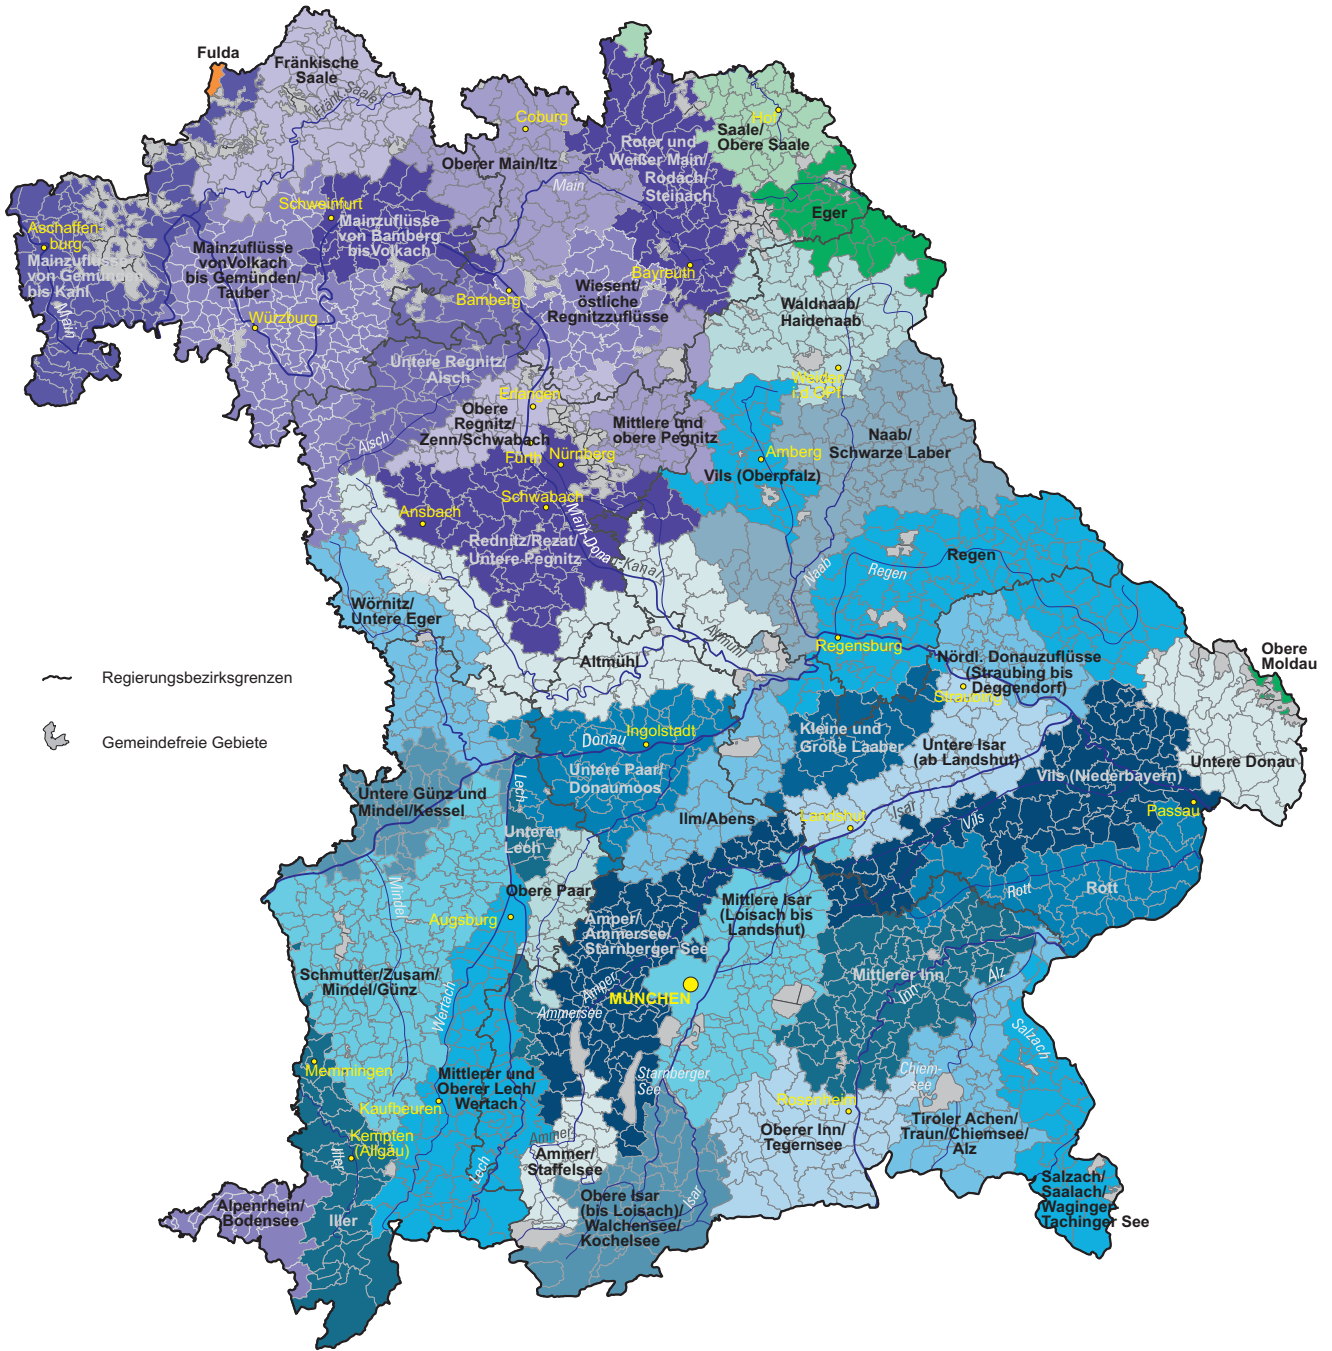 Fulda
Fränkische
Saale
Fränk.Saale
Coburg
Hof
Saale/
Obere Saale
Roter und
Weißer Main/
Rodach/
Steinach
Oberer Main/Itz
Main
Eger
Schweinfurt
Mainzuflüsse
von Bamberg
bisVolkach
Aschaffen-
burg
Mainzuflüsse
von Gemünden
bis Kahl
Main
Mainzuflüsse
vonVolkach
bis Gemünden/
Tauber
Würzburg
Bayreuth
Bamberg
Wiesent/
östliche
Regnitzzuflüsse
Waldnaab/
Haidenaab
Untere Regnitz/
Aisch
Weiden
i.d.OPf.
Erlangen
Obere
Regnitz/
Zenn/Schwabach
Mittlere und
obere Pegnitz
Aisch
Fürth
Nürnberg
Amberg
Vils (Oberpfalz)
Naab/
Schwarze Laber
Schwabach
Ansbach
Rednitz/Rezat/
Untere Pegnitz
Main-Donau-Kanal
Naab
Regen
Regen
Wörnitz/
Untere Eger
Altmühl
Regensburg
Altmühl
Nördl. Donauzuflüsse
(Straubing bis
Deggendorf)
Straubing
Obere
Moldau
Regierungsbezirksgrenzen
Gemeindefreie Gebiete
Donau
Ingolstadt
Kleine und
Große Laaber
Untere Isar
(ab Landshut)
Untere Donau
Untere Paar/
Donaumoos
Vils (Niederbayern)
Lech
Untere Günz und
Mindel/Kessel
Ilm/Abens
Landshut
Isar
Vils
Passau
Unterer
Lech
Mindel
Obere Paar
Augsburg
Mittlere Isar
(Loisach bis
Landshut)
Amper/
Ammersee/
Starnberger See
Rott
Rott
Schmutter/Zusam/
Mindel/Günz
Wertach
Amper
Ammersee
MÜNCHEN
Mittlerer Inn
Inn
Alz
Salzach
Memmingen
Mittlerer und
Oberer Lech/
Wertach
Starnberger
See
Chiem-
see
Kaufbeuren
Rosenheim
Kempten
(Allgäu)
Iller
Ammer
Ammer/
Staffelsee
Oberer Inn/
Tegernsee
Tiroler Achen/
Traun/Chiemsee/
Alz
Lech
Salzach/
Saalach/
Waginger-
Tachinger See
Alpenrhein/
Bodensee
Iller
Obere Isar
(bis Loisach)/
Walchensee/
Kochelsee
Isar